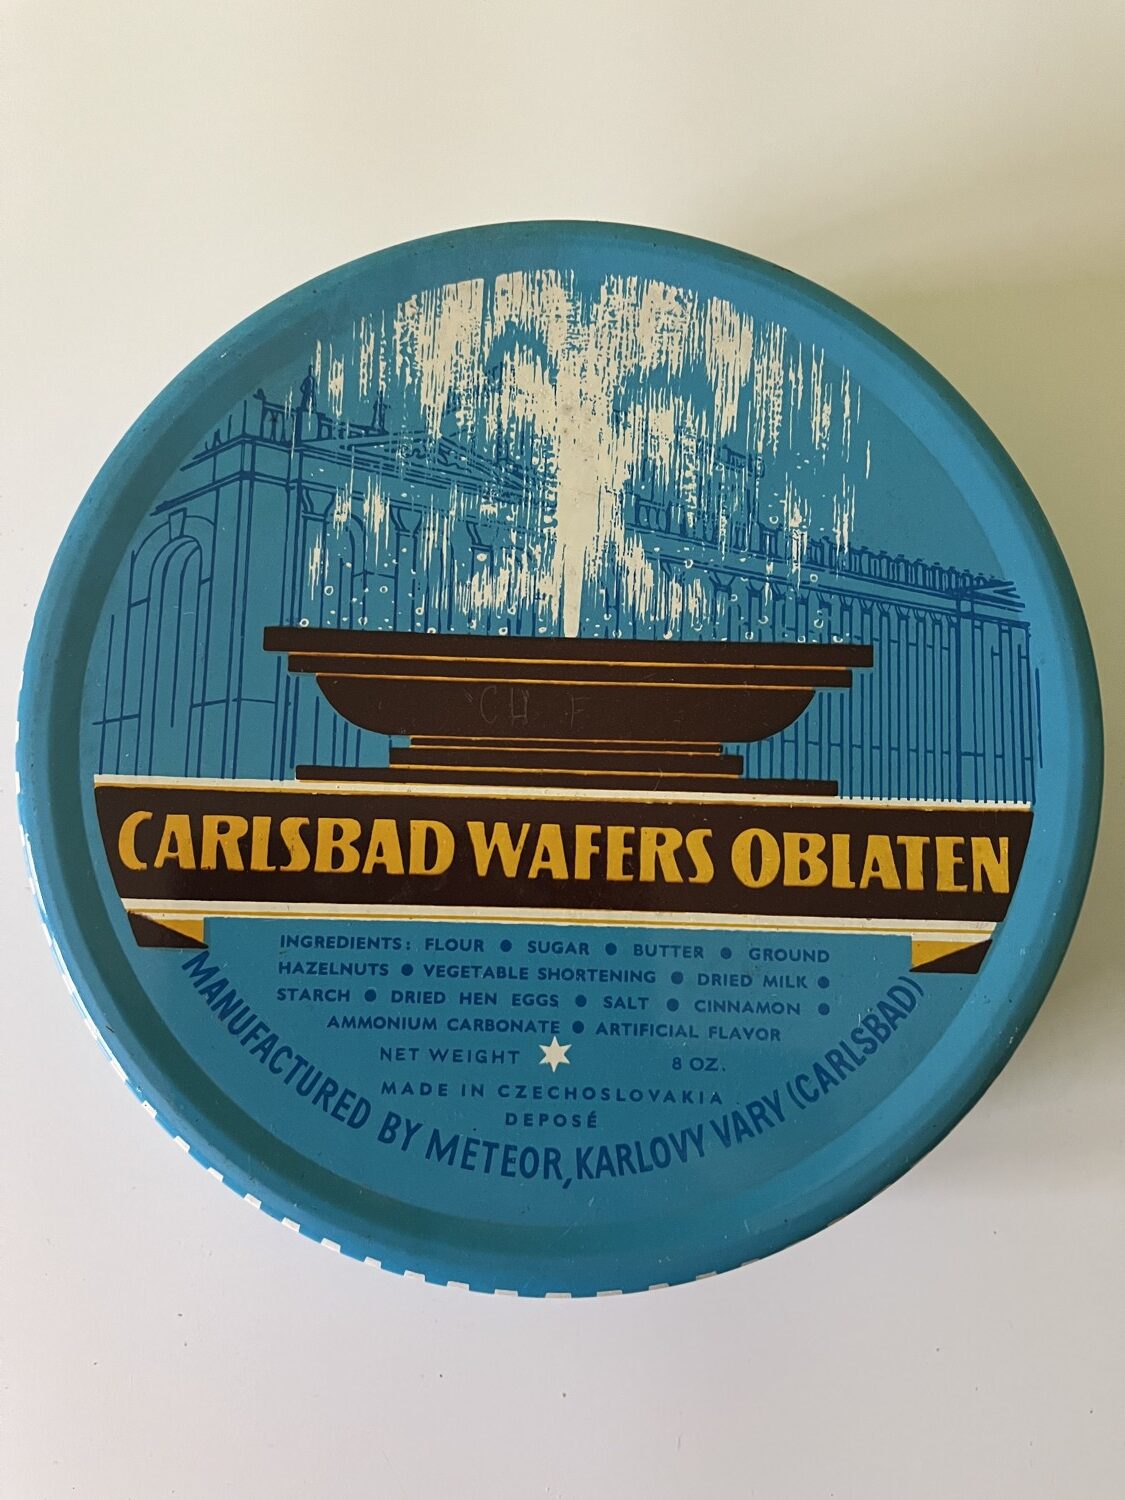 CH F
CARLSBAD WAFERS OBLATEN
INGREDIENTS: FLOUR ● SUGAR ● BUTTER ● GROUND
HAZELNUTS ● VEGETABLE SHORTENING ● DRIED MILK ●
STARCH ● DRIED HEN EGGS ● SALT ● CINNAMON ●
AMMONIUM CARBONATE ● ARTIFICIAL FLAVOR
NET WEIGHT 8 OZ.
MADE IN CZECHOSLOVAKIA
DEPOSÉ
MANUFACTURED BY METEOR, KARLOVY VARY (CARLSBAD)